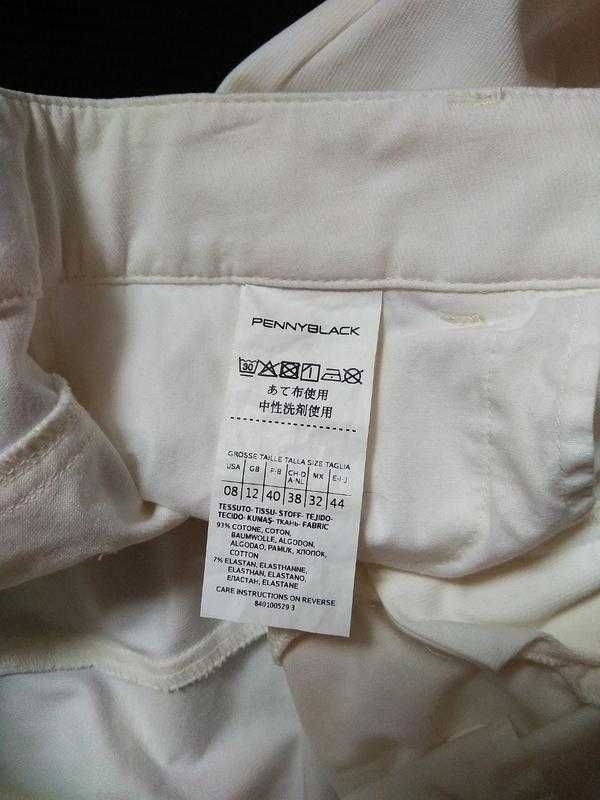 PENNYBLACK
30
あて布使用
中性洗剤使用
GROSSE TAILLE TALLA SIZE TAGLIA
USA GB F-B CH-D A NL MX E-I-J
08 12 40 38 32 44
TESSUTO- TISSU- STOFF- TEJIDO-
TECIDO- KUMAŞ- ТКАНЬ- FABRIC
93% COTONE, COTON,
BAUMWOLLE, ALGODON,
ALGODAO, PAMUK, ХЛОПОК,
COTTON
7% ELASTAN, ELASTHANNE,
ELASTHAN, ELASTANO,
ЕЛАСТАН, ELASTANE
CARE INSTRUCTIONS ON REVERSE
840100529 3